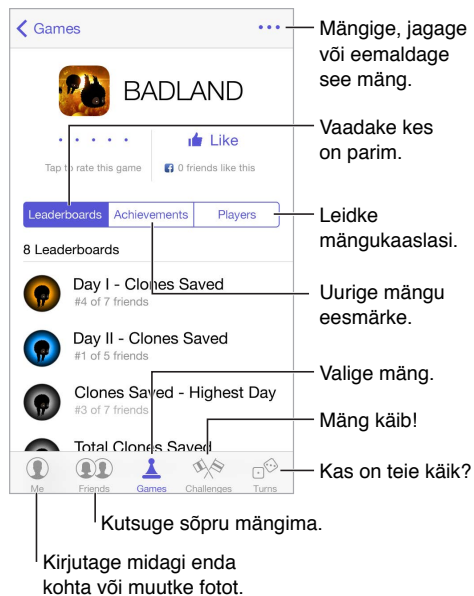 Games
Mängige, jagage
või eemaldage
see mäng.
BADLAND
Like
Tap to rate this game
0 friends like this
Vaadake kes
on parim.
Leaderboards
Achievements
Players
Leidke
mängukaaslasi.
8 Leaderboards
Day I - Clones Saved
#4 of 7 friends
Uurige mängu
eesmärke.
Day II - Clones Saved
#1 of 5 friends
Valige mäng.
Clones Saved - Highest Day
#3 of 7 friends
Mäng käib!
Total Clones Saved
Kas on teie käik?
Me
Friends
Games
Challenges
Turns
Kutsuge sõpru mängima.
Kirjutage midagi enda
kohta või muutke fotot.